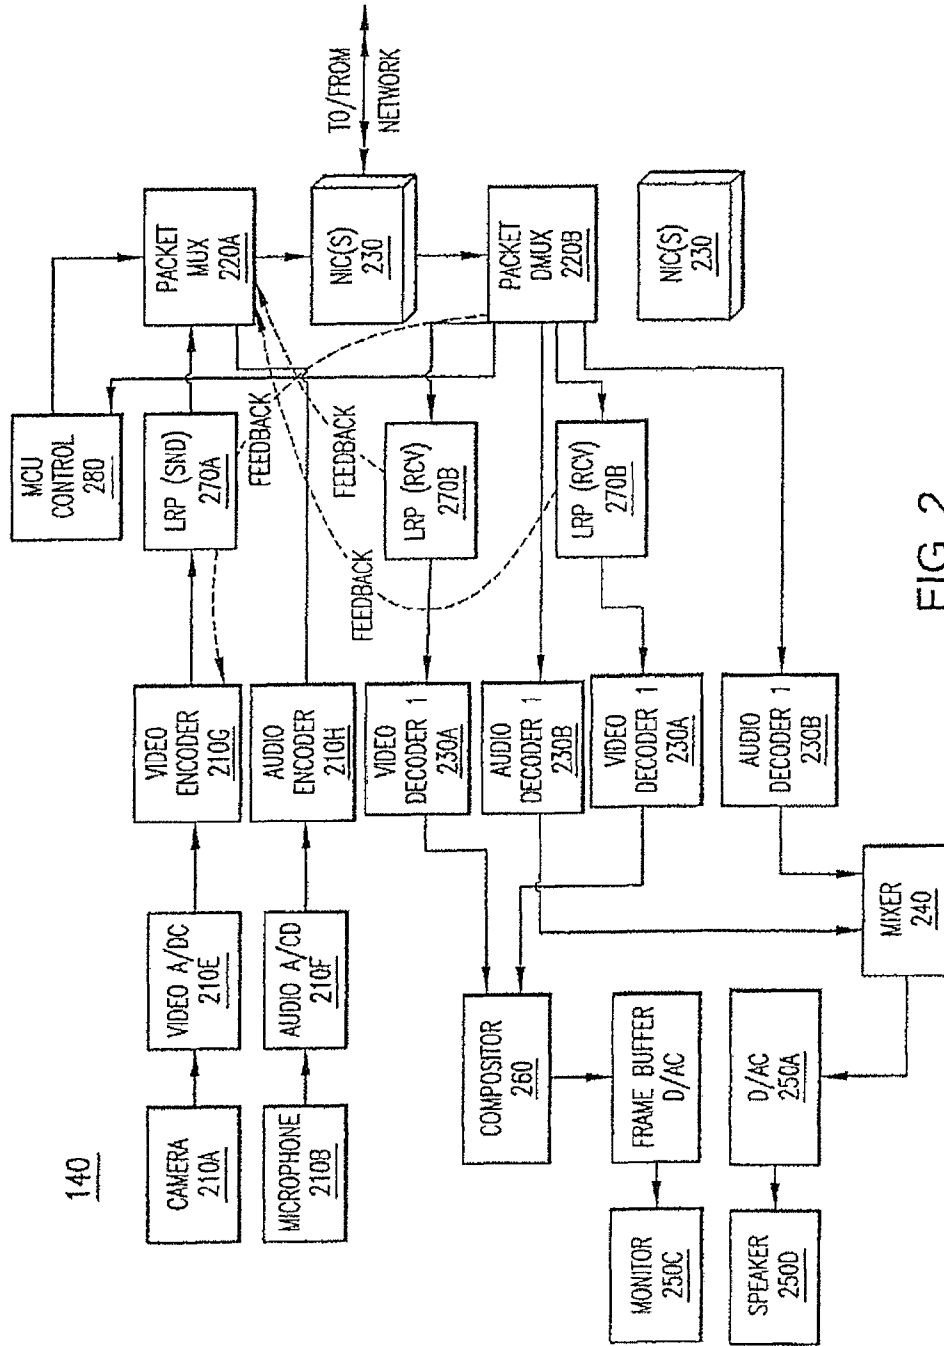 140
CAMERA
210A
VIDEO A/DC
210E
VIDEO
ENCODER
210G
LRP (SND)
270A
PACKET
MUX
220A
MCU
CONTROL
280
MICROPHONE
210B
AUDIO A/CD
210F
AUDIO
ENCODER
210H
FEEDBACK
NIC(S)
230
TO/FROM
NETWORK
VIDEO
DECODER 1
230A
FEEDBACK
FEEDBACK
LRP (RCV)
270B
AUDIO
DECODER 1
230B
PACKET
DMUX
220B
COMPOSITOR
260
VIDEO
DECODER 1
230A
LRP (RCV)
270B
NIC(S)
230
MONITOR
250C
FRAME BUFFER
D/AC
AUDIO
DECODER 1
230B
SPEAKER
250D
D/AC
250A
MIXER
240
FIG. 2